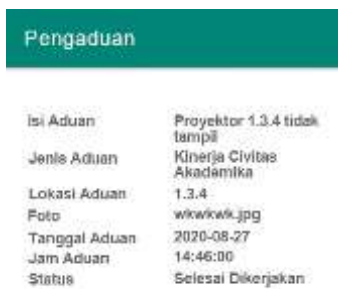 Pengaduan
Isi Aduan Proyektor 1.3.4 tidak
tampil
Jenis Aduan Kinerja Civitas
Akademika
Lokasi Aduan 1.3.4
Foto wkwkwk.jpg
Tanggal Aduan 2020-08-27
Jam Aduan 14:46:00
Status Selesai Dikerjakan